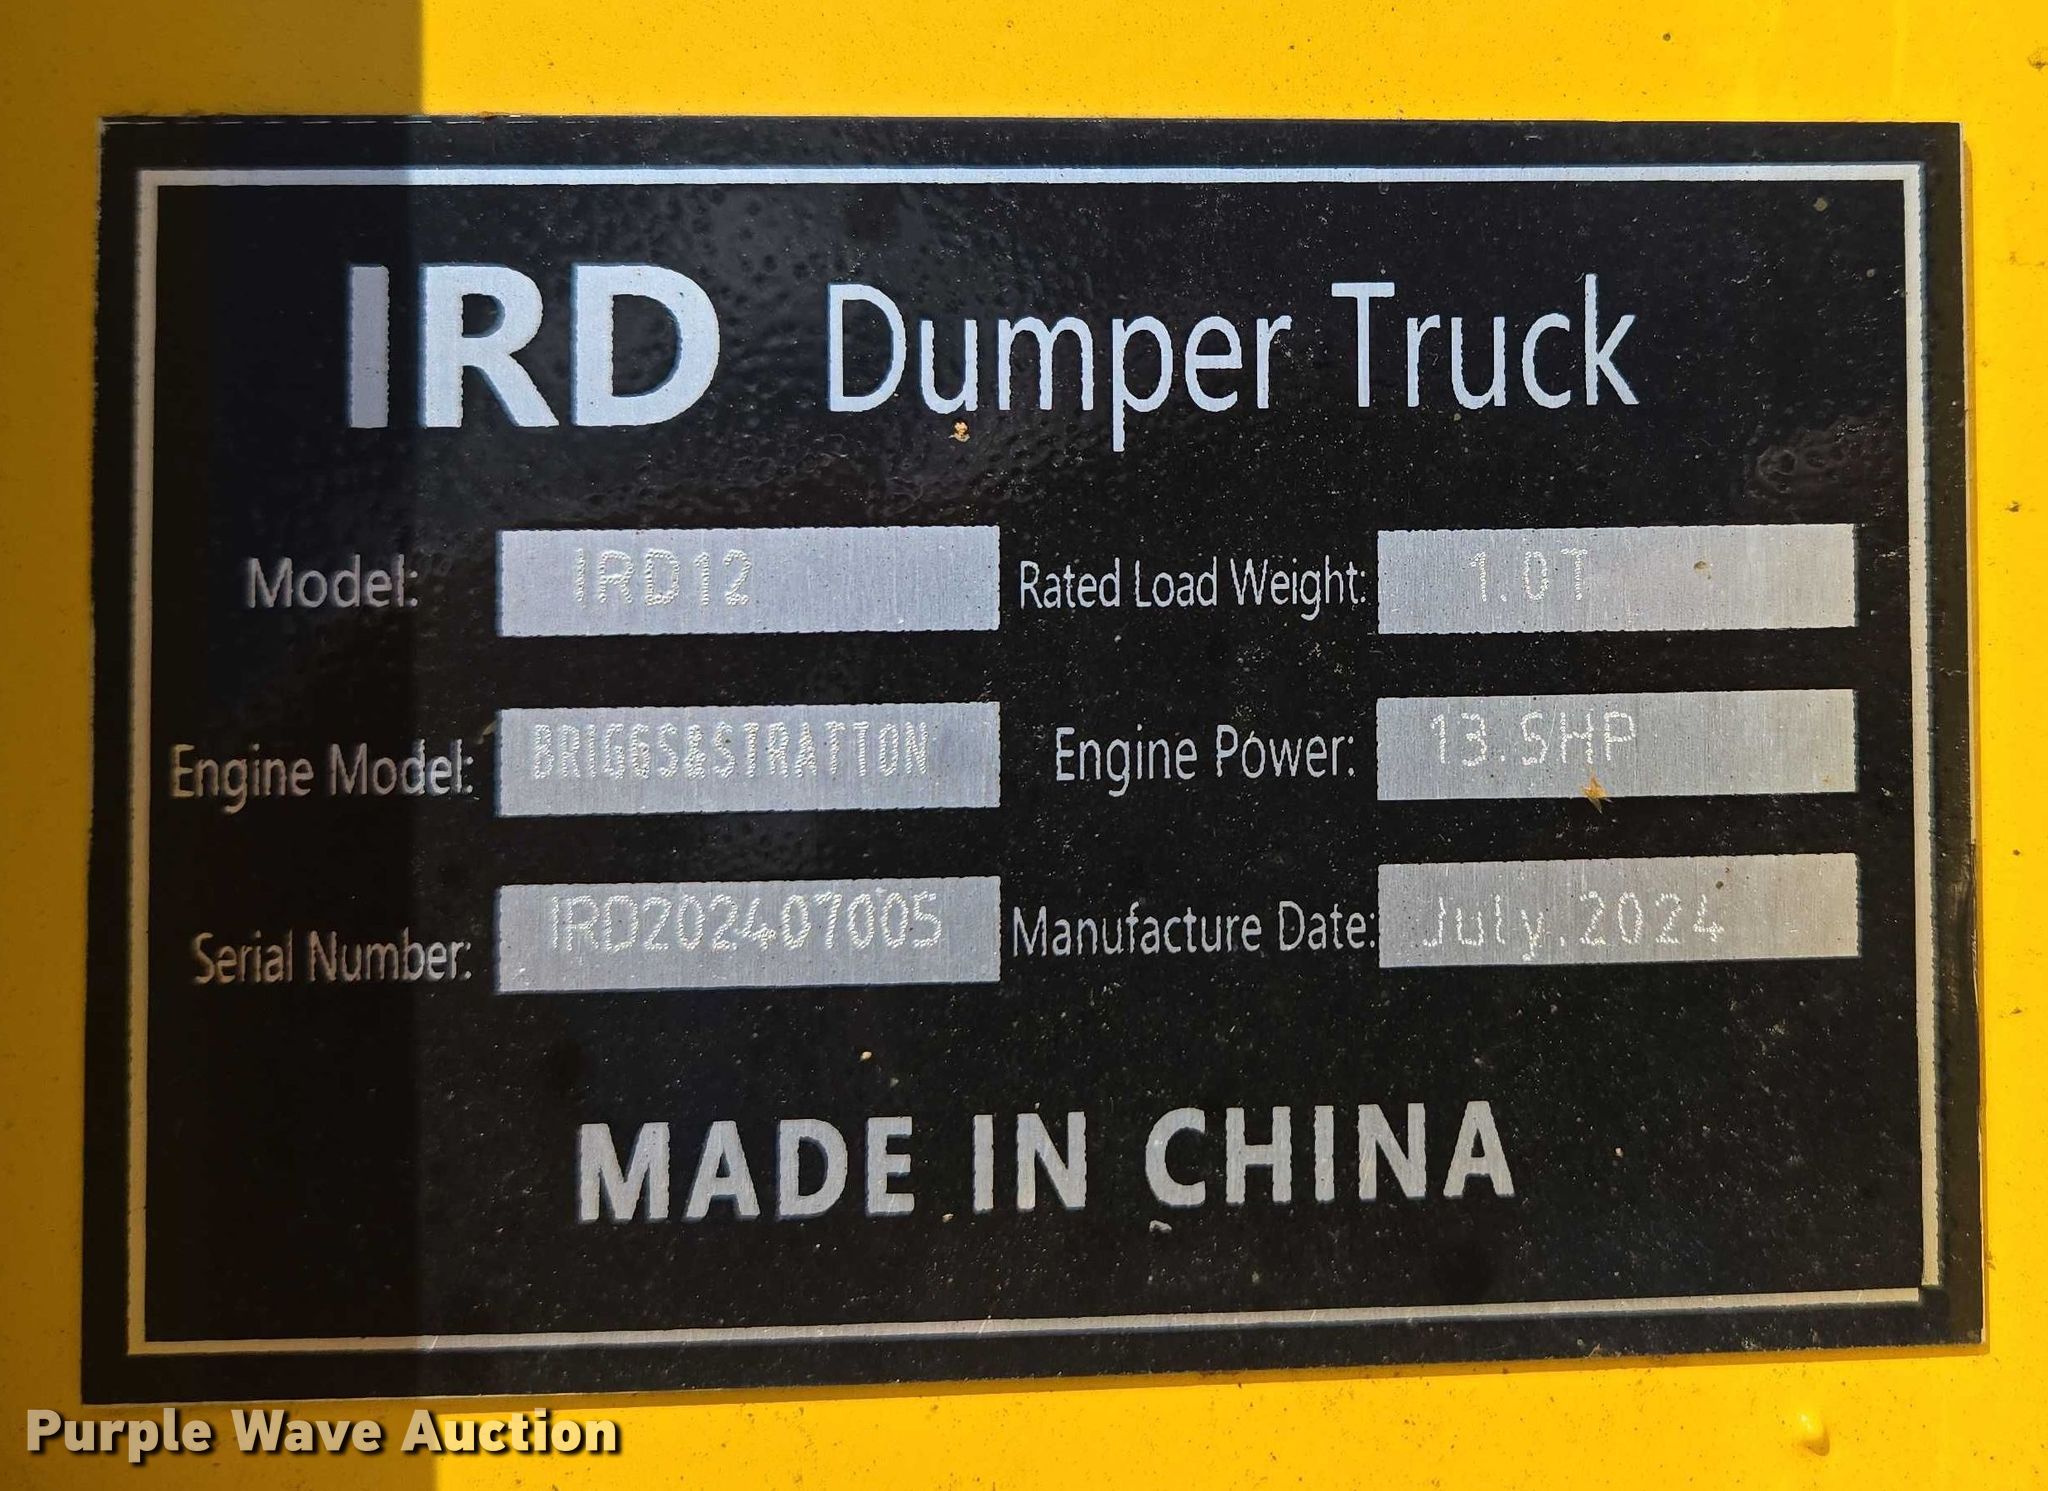 IRD Dumper Truck
Model: IRD12 Rated Load Weight: 1.0T
Engine Model: BRIGGS&STRATTON Engine Power: 13.5HP
Serial Number: IRD202407005 Manufacture Date: July.2024
MADE IN CHINA
Purple Wave Auction